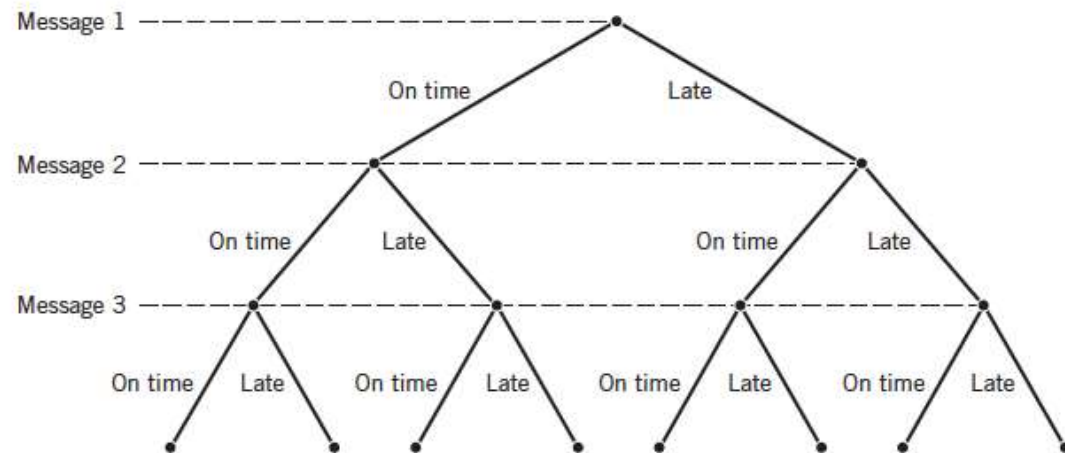 Message 1
On time Late
Message 2
On time Late On time Late
Message 3
On time Late On time Late On time Late On time Late